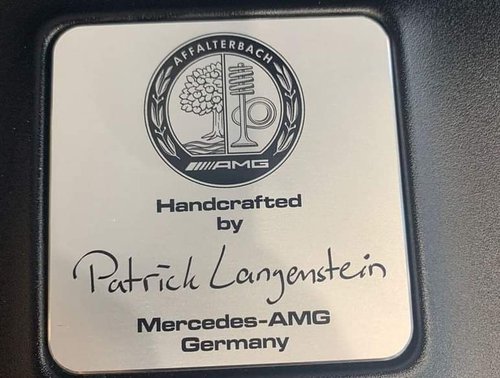 AFFALTERBACH
AMG
Handcrafted
by
Patrick Langenstein
Mercedes-AMG
Germany